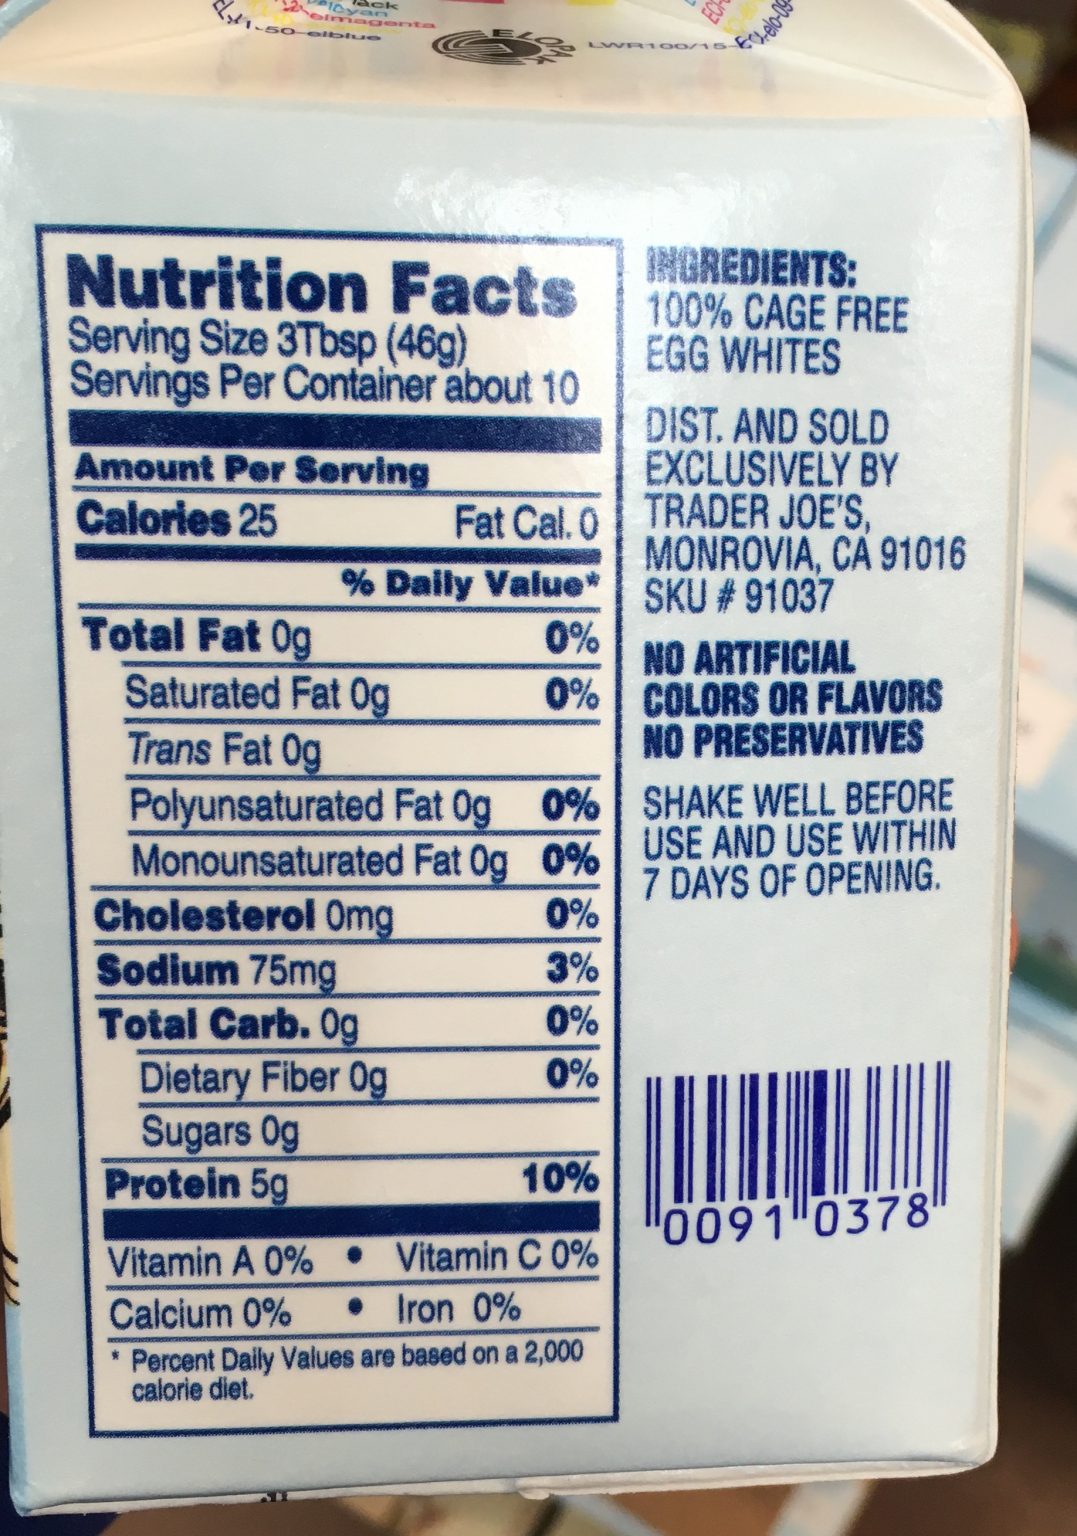 elmagenta
1-50-elblue
ELOPAK
LWR100/15-
Nutrition Facts
Serving Size 3Tbsp (46g)
Servings Per Container about 10
Amount Per Serving
Calories 25 Fat Cal. 0
% Daily Value*
Total Fat 0g 0%
Saturated Fat 0g 0%
Trans Fat 0g
Polyunsaturated Fat 0g 0%
Monounsaturated Fat 0g 0%
Cholesterol 0mg 0%
Sodium 75mg 3%
Total Carb. 0g 0%
Dietary Fiber 0g 0%
Sugars 0g
Protein 5g 10%
Vitamin A 0% • Vitamin C 0%
Calcium 0% • Iron 0%
* Percent Daily Values are based on a 2,000
calorie diet.
INGREDIENTS:
100% CAGE FREE
EGG WHITES
DIST. AND SOLD
EXCLUSIVELY BY
TRADER JOE'S,
MONROVIA, CA 91016
SKU # 91037
NO ARTIFICIAL
COLORS OR FLAVORS
NO PRESERVATIVES
SHAKE WELL BEFORE
USE AND USE WITHIN
7 DAYS OF OPENING.
0091 0378